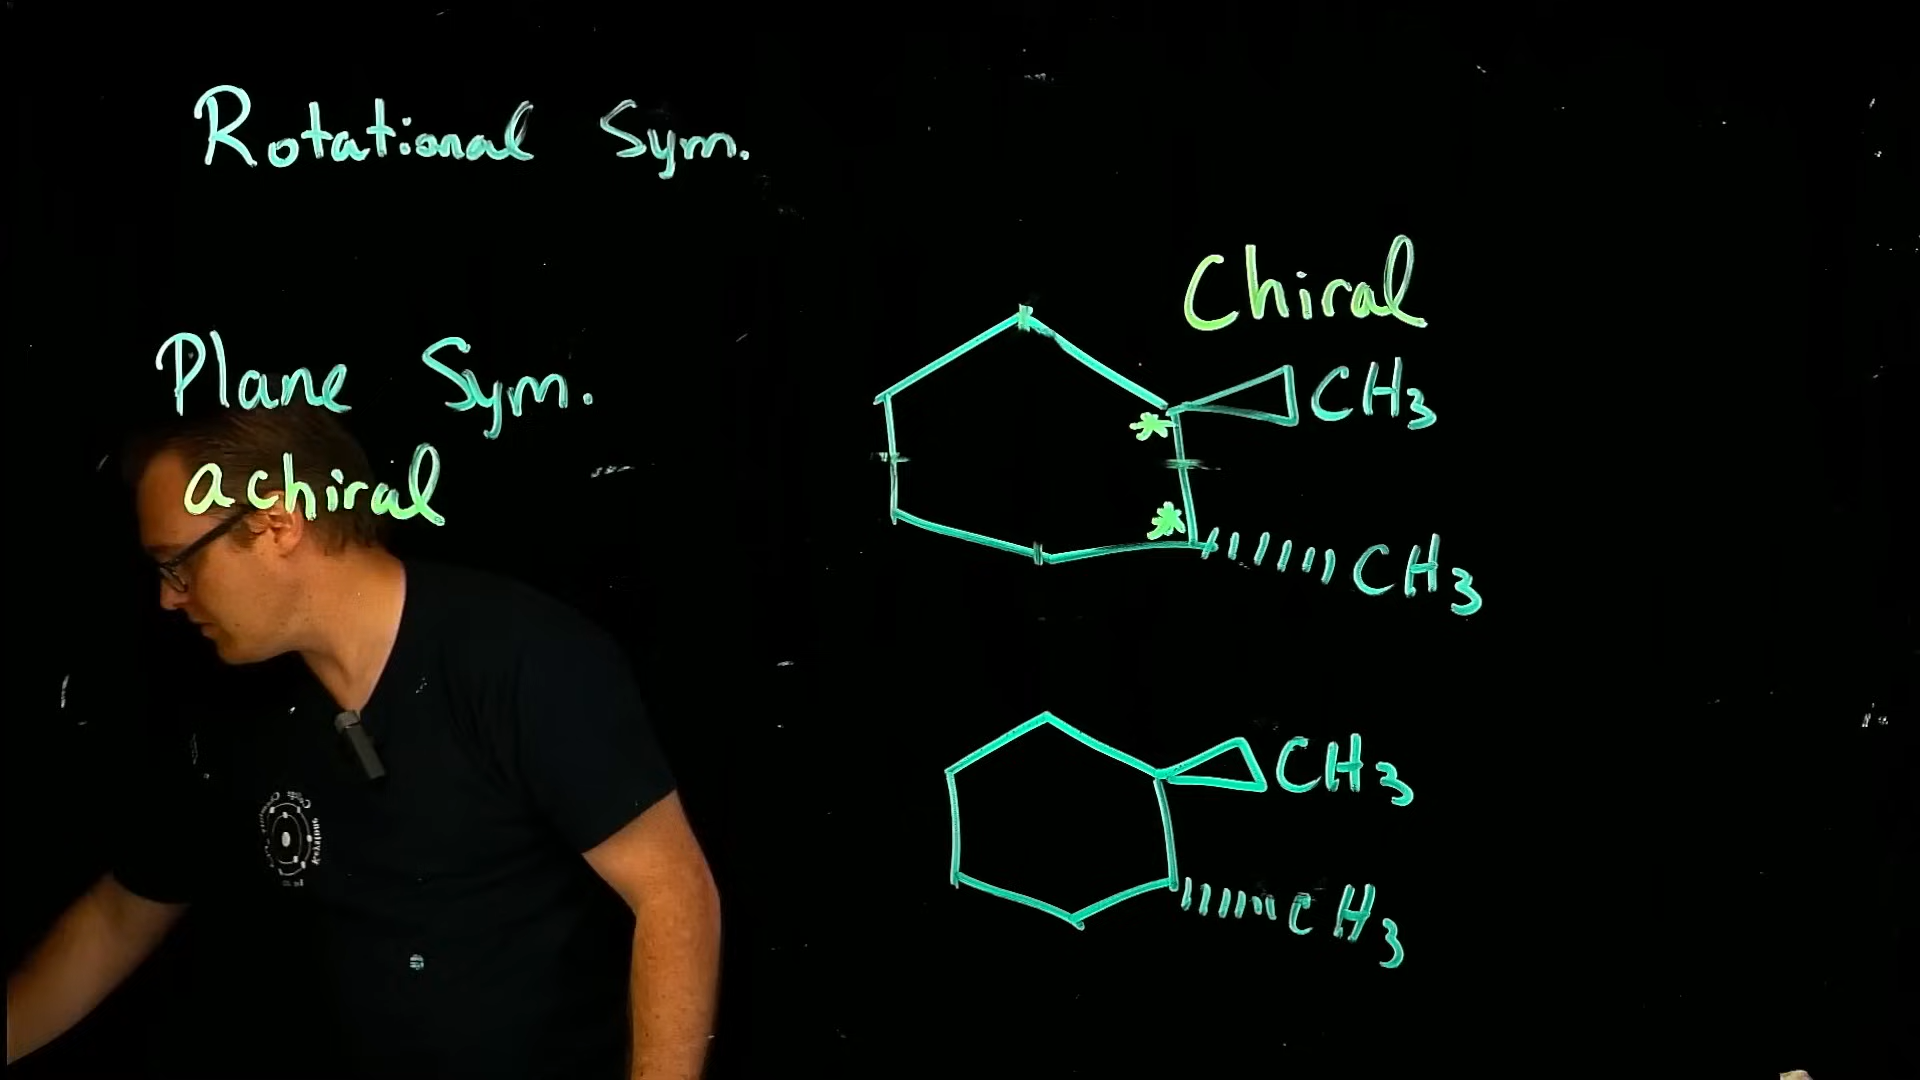 Rotational Sym.
Plane Sym.
achiral
Chiral
CH3
*
*
CH3
CH3
CH3